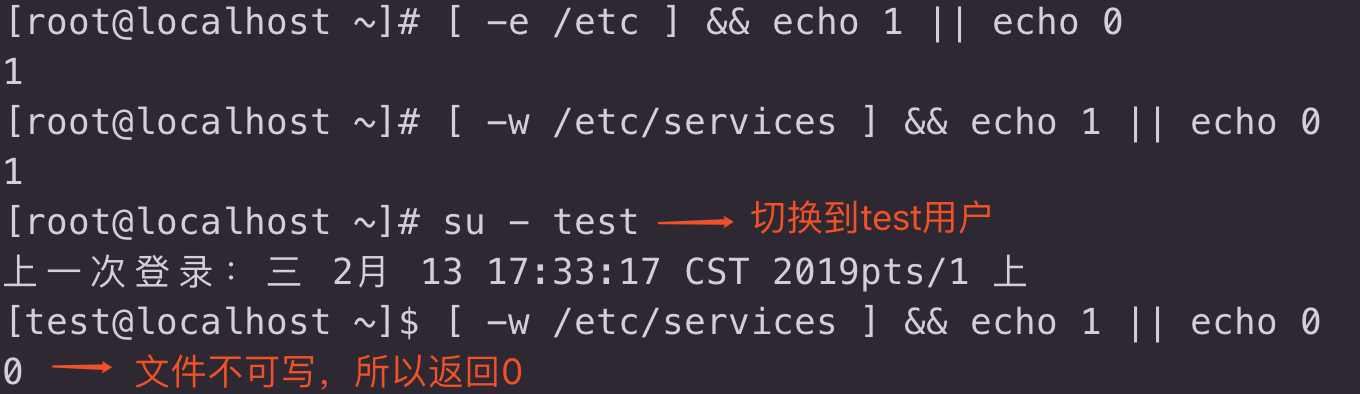 [root@localhost ~]# [ -e /etc ] && echo 1 || echo 0
1
[root@localhost ~]# [ -w /etc/services ] && echo 1 || echo 0
1
[root@localhost ~]# su - test 切换到test用户
上一次登录：三 2月 13 17:33:17 CST 2019pts/1 上
[test@localhost ~]$ [ -w /etc/services ] && echo 1 || echo 0
0 文件不可写，所以返回0